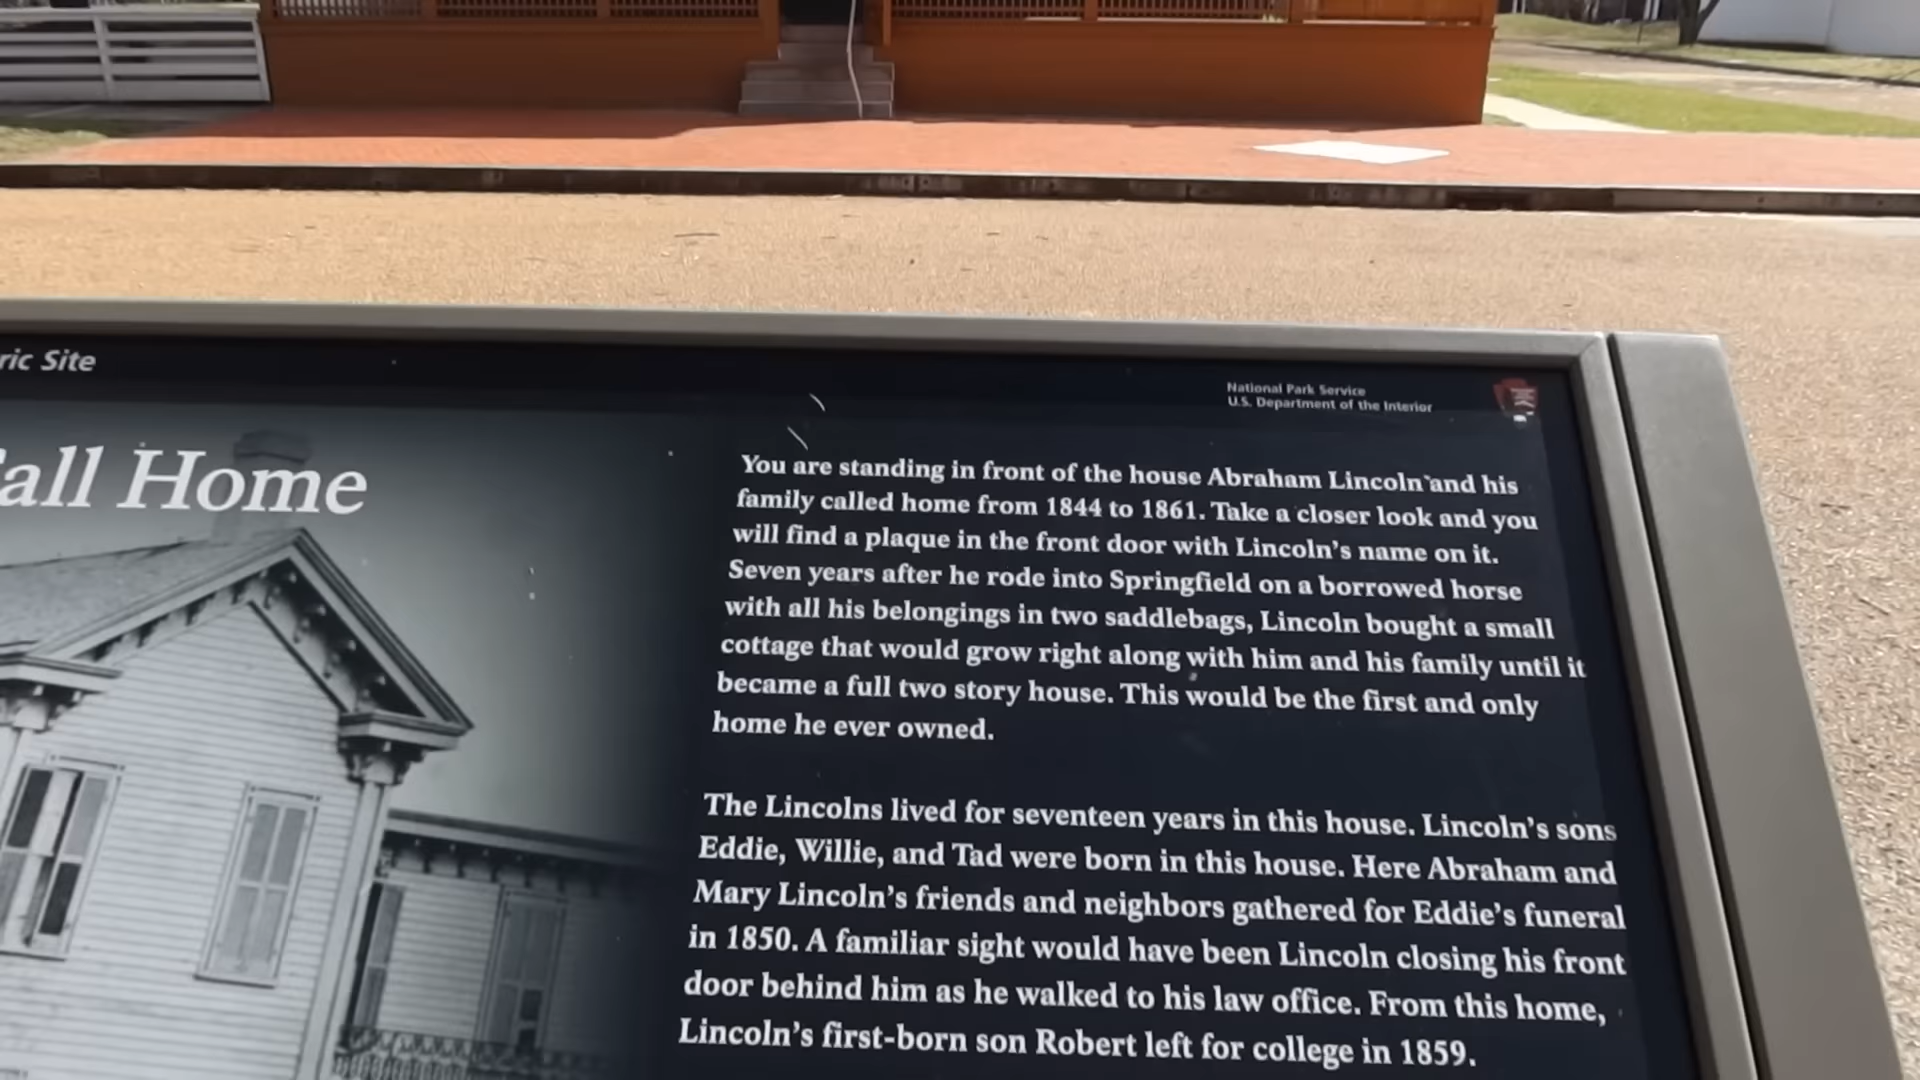 ric Site
National Park Service
U.S. Department of the Interior
all Home
You are standing in front of the house Abraham Lincoln and his
family called home from 1844 to 1861. Take a closer look and you
will find a plaque in the front door with Lincoln's name on it.
Seven years after he rode into Springfield on a borrowed horse
with all his belongings in two saddlebags, Lincoln bought a small
cottage that would grow right along with him and his family until it
became a full two story house. This would be the first and only
home he ever owned.
The Lincolns lived for seventeen years in this house. Lincoln's sons
Eddie, Willie, and Tad were born in this house. Here Abraham and
Mary Lincoln's friends and neighbors gathered for Eddie's funeral
in 1850. A familiar sight would have been Lincoln closing his front
door behind him as he walked to his law office. From this home,
Lincoln's first-born son Robert left for college in 1859.